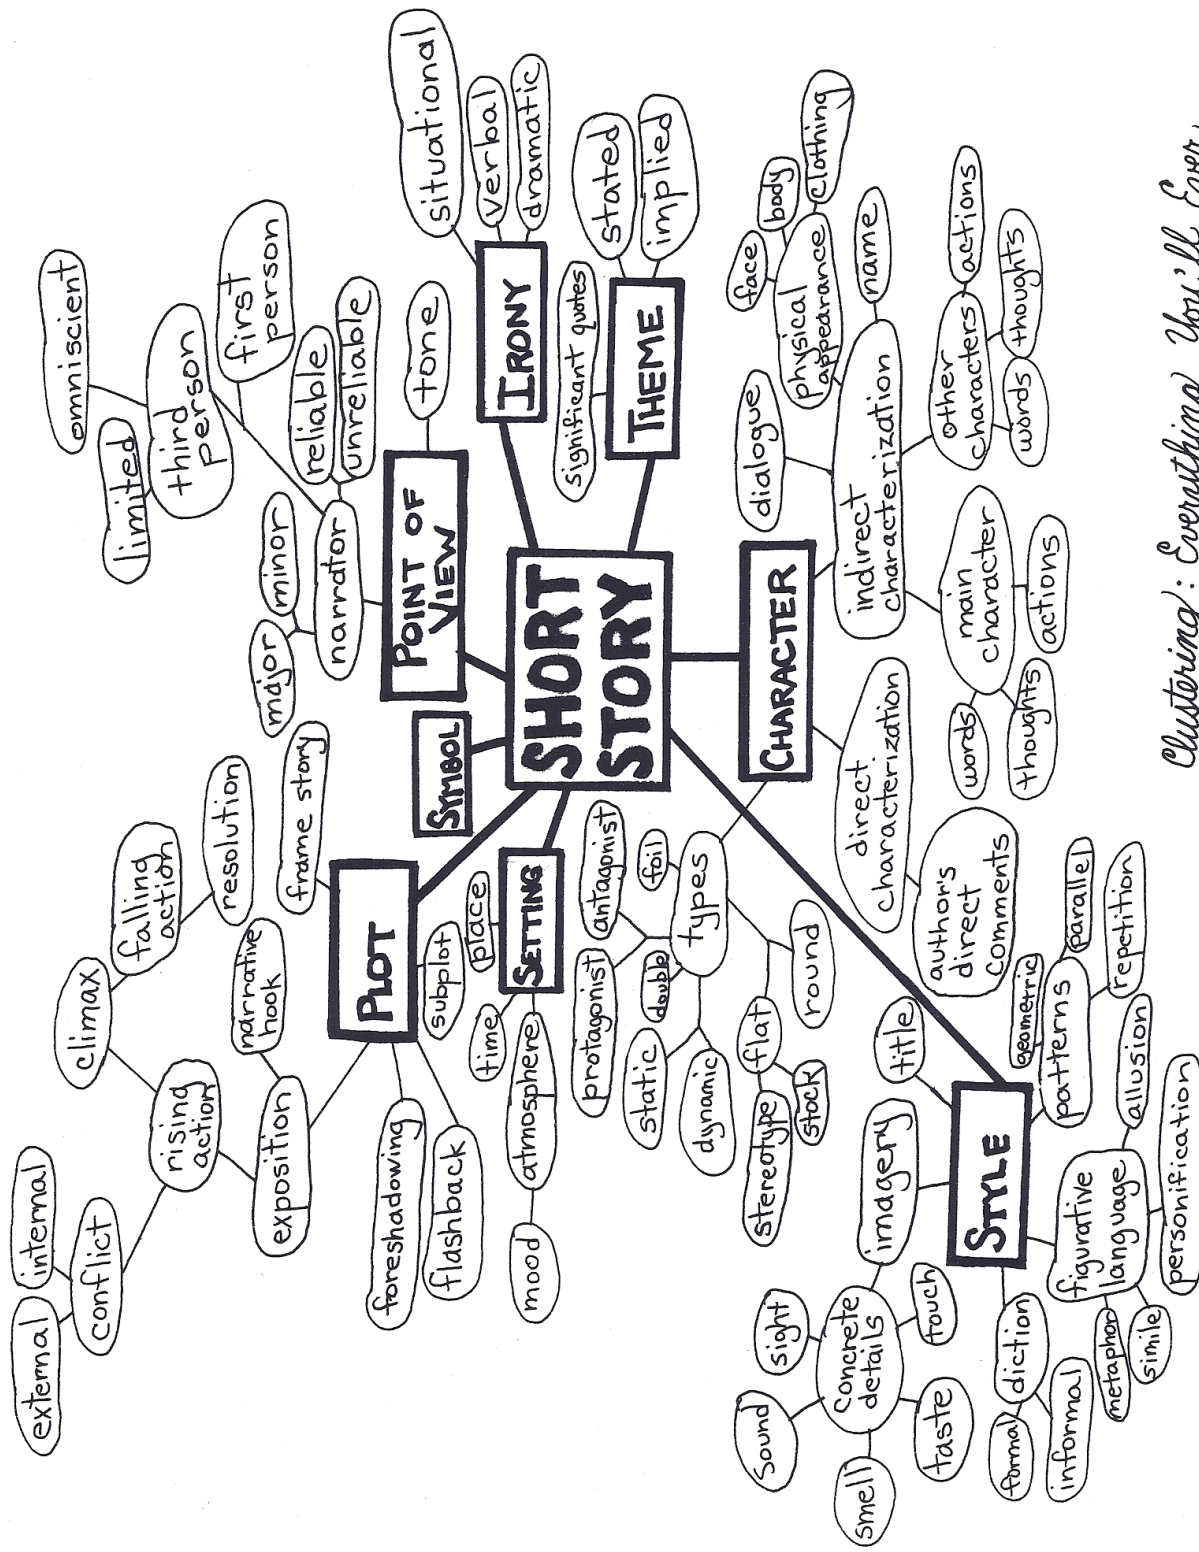 SHORT
STORY
PLOT
frame story
subplot
foreshadowing
flashback
exposition
narrative
hook
rising
action
conflict
external
internal
climax
falling
action
resolution
SYMBOL
SETTING
place
time
atmosphere
mood
POINT OF
VIEW
tone
narrator
major
minor
reliable
unreliable
first
person
third
person
limited
omniscient
IRONY
situational
verbal
dramatic
THEME
significant quotes
stated
implied
CHARACTER
types
antagonist
protagonist
foil
double
static
dynamic
flat
round
stereotype
stock
direct
characterization
author's
direct
comments
indirect
characterization
dialogue
physical
appearance
face
body
clothing
name
other
characters
actions
thoughts
words
main
character
words
thoughts
actions
STYLE
title
imagery
concrete
details
sight
sound
smell
taste
touch
diction
formal
informal
figurative
language
metaphor
simile
personification
allusion
patterns
geometric
parallel
repetition
Clustering: Everything You'll Ever